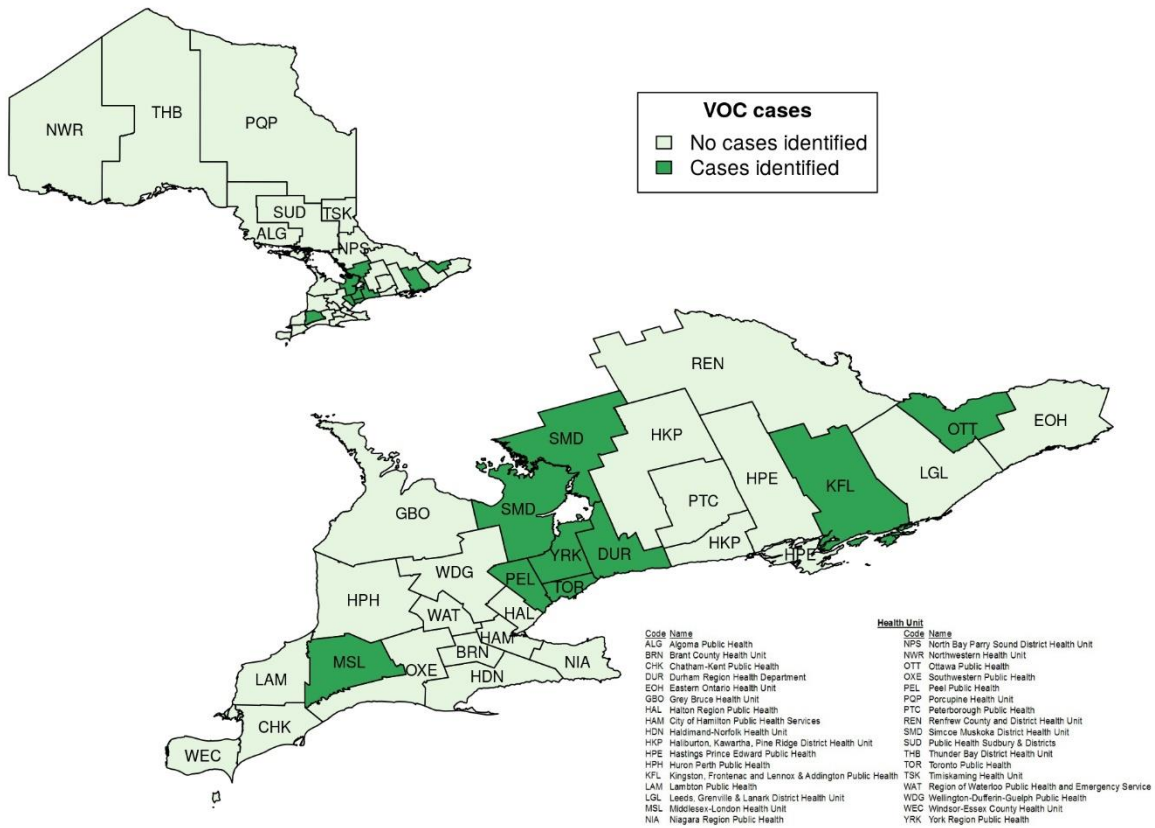 VOC cases
No cases identified
Cases identified
NWR
THB
PQP
SUD
TSK
ALG
NPS
REN
SMD
HKP
OTT
EOH
HPE
KFL
LGL
PTC
GBO
SMD
YRK
DUR
HKP
HPE
WDG
PEL
TOR
HPH
WAT
HAL
HAM
BRN
MSL
OXE
NIA
LAM
HDN
CHK
WEC
Health Unit
Code Name
ALG Algoma Public Health
BRN Brant County Health Unit
CHK Chatham-Kent Public Health
DUR Durham Region Health Department
EOH Eastern Ontario Health Unit
GBO Grey Bruce Health Unit
HAL Halton Region Public Health
HAM City of Hamilton Public Health Services
HDN Haldimand-Norfolk Health Unit
HKP Haliburton, Kawartha, Pine Ridge District Health Unit
HPE Hastings Prince Edward Public Health
HPH Huron Perth Public Health
KFL Kingston, Frontenac and Lennox & Addington Public Health
LAM Lambton Public Health
LGL Leeds, Grenville & Lanark District Health Unit
MSL Middlesex-London Health Unit
NIA Niagara Region Public Health
Code Name
NPS North Bay Parry Sound District Health Unit
NWR Northwestern Health Unit
OTT Ottawa Public Health
OXE Southwestern Public Health
PEL Peel Public Health
PQP Porcupine Health Unit
PTC Peterborough Public Health
REN Renfrew County and District Health Unit
SMD Simcoe Muskoka District Health Unit
SUD Public Health Sudbury & Districts
THB Thunder Bay District Health Unit
TOR Toronto Public Health
TSK Timiskaming Health Unit
WAT Region of Waterloo Public Health and Emergency Service
WDG Wellington-Dufferin-Guelph Public Health
WEC Windsor-Essex County Health Unit
YRK York Region Public Health